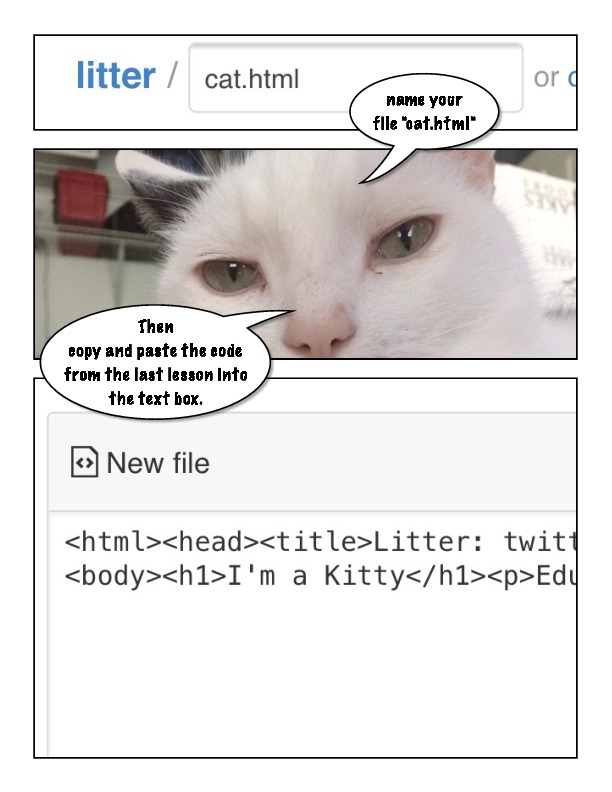 litter / cat.html or
name your
file "cat.html"
Then
copy and paste the code
from the last lesson into
the text box.
New file
<html><head><title>Litter: twitt
<body><h1>I'm a Kitty</h1><p>Edu